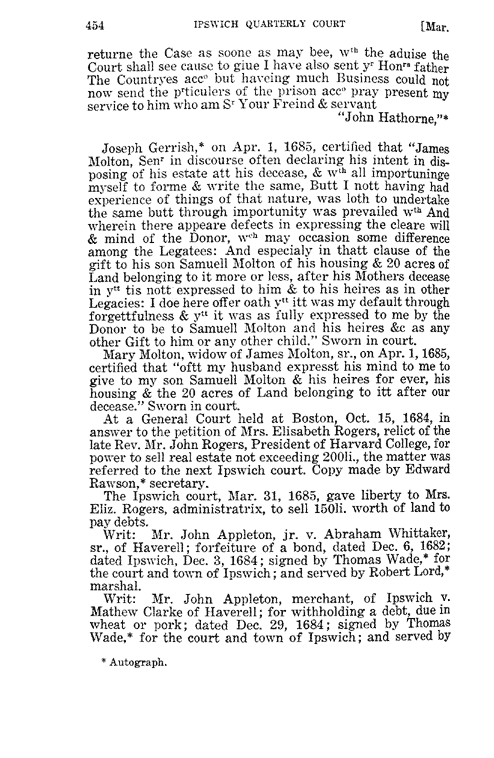 454 IPSWICH QUARTERLY COURT [Mar.
returne the Case as soone as may bee, wth the aduise the
Court shall see cause to giue I have also sent yr Honrs father
The Countryes acco but haveing much Business could not
now send the prticulers of the prison acco pray present my
service to him who am Sr Your Freind & servant
"John Hathorne,"*
Joseph Gerrish,* on Apr. 1, 1685, certified that "James
Molton, Senr in discourse often declaring his intent in dis-
posing of his estate att his decease, & wth all importuninge
myself to forme & write the same, Butt I nott having had
experience of things of that nature, was loth to undertake
the same butt through importunity was prevailed wth And
wherein there appeare defects in expressing the cleare will
& mind of the Donor, wch may occasion some difference
among the Legatees: And especialy in thatt clause of the
gift to his son Samuell Molton of his housing & 20 acres of
Land belonging to it more or less, after his Mothers decease
in ytt tis nott expressed to him & to his heires as in other
Legacies: I doe here offer oath ytt itt was my default through
forgettfulness & ytt it was as fully expressed to me by the
Donor to be to Samuell Molton and his heires &c as any
other Gift to him or any other child." Sworn in court.
Mary Molton, widow of James Molton, sr., on Apr. 1, 1685,
certified that "oftt my husband expresst his mind to me to
give to my son Samuell Molton & his heires for ever, his
housing & the 20 acres of Land belonging to itt after our
decease." Sworn in court.
At a General Court held at Boston, Oct. 15, 1684, in
answer to the petition of Mrs. Elisabeth Rogers, relict of the
late Rev. Mr. John Rogers, President of Harvard College, for
power to sell real estate not exceeding 200li., the matter was
referred to the next Ipswich court. Copy made by Edward
Rawson,* secretary.
The Ipswich court, Mar. 31, 1685, gave liberty to Mrs.
Eliz. Rogers, administratrix, to sell 150li. worth of land to
pay debts.
Writ: Mr. John Appleton, jr. v. Abraham Whittaker,
sr., of Haverell; forfeiture of a bond, dated Dec. 6, 1682;
dated Ipswich, Dec. 3, 1684; signed by Thomas Wade,* for
the court and town of Ipswich; and served by Robert Lord,*
marshal.
Writ: Mr. John Appleton, merchant, of Ipswich v.
Mathew Clarke of Haverell; for withholding a debt, due in
wheat or pork; dated Dec. 29, 1684; signed by Thomas
Wade,* for the court and town of Ipswich; and served by
* Autograph.